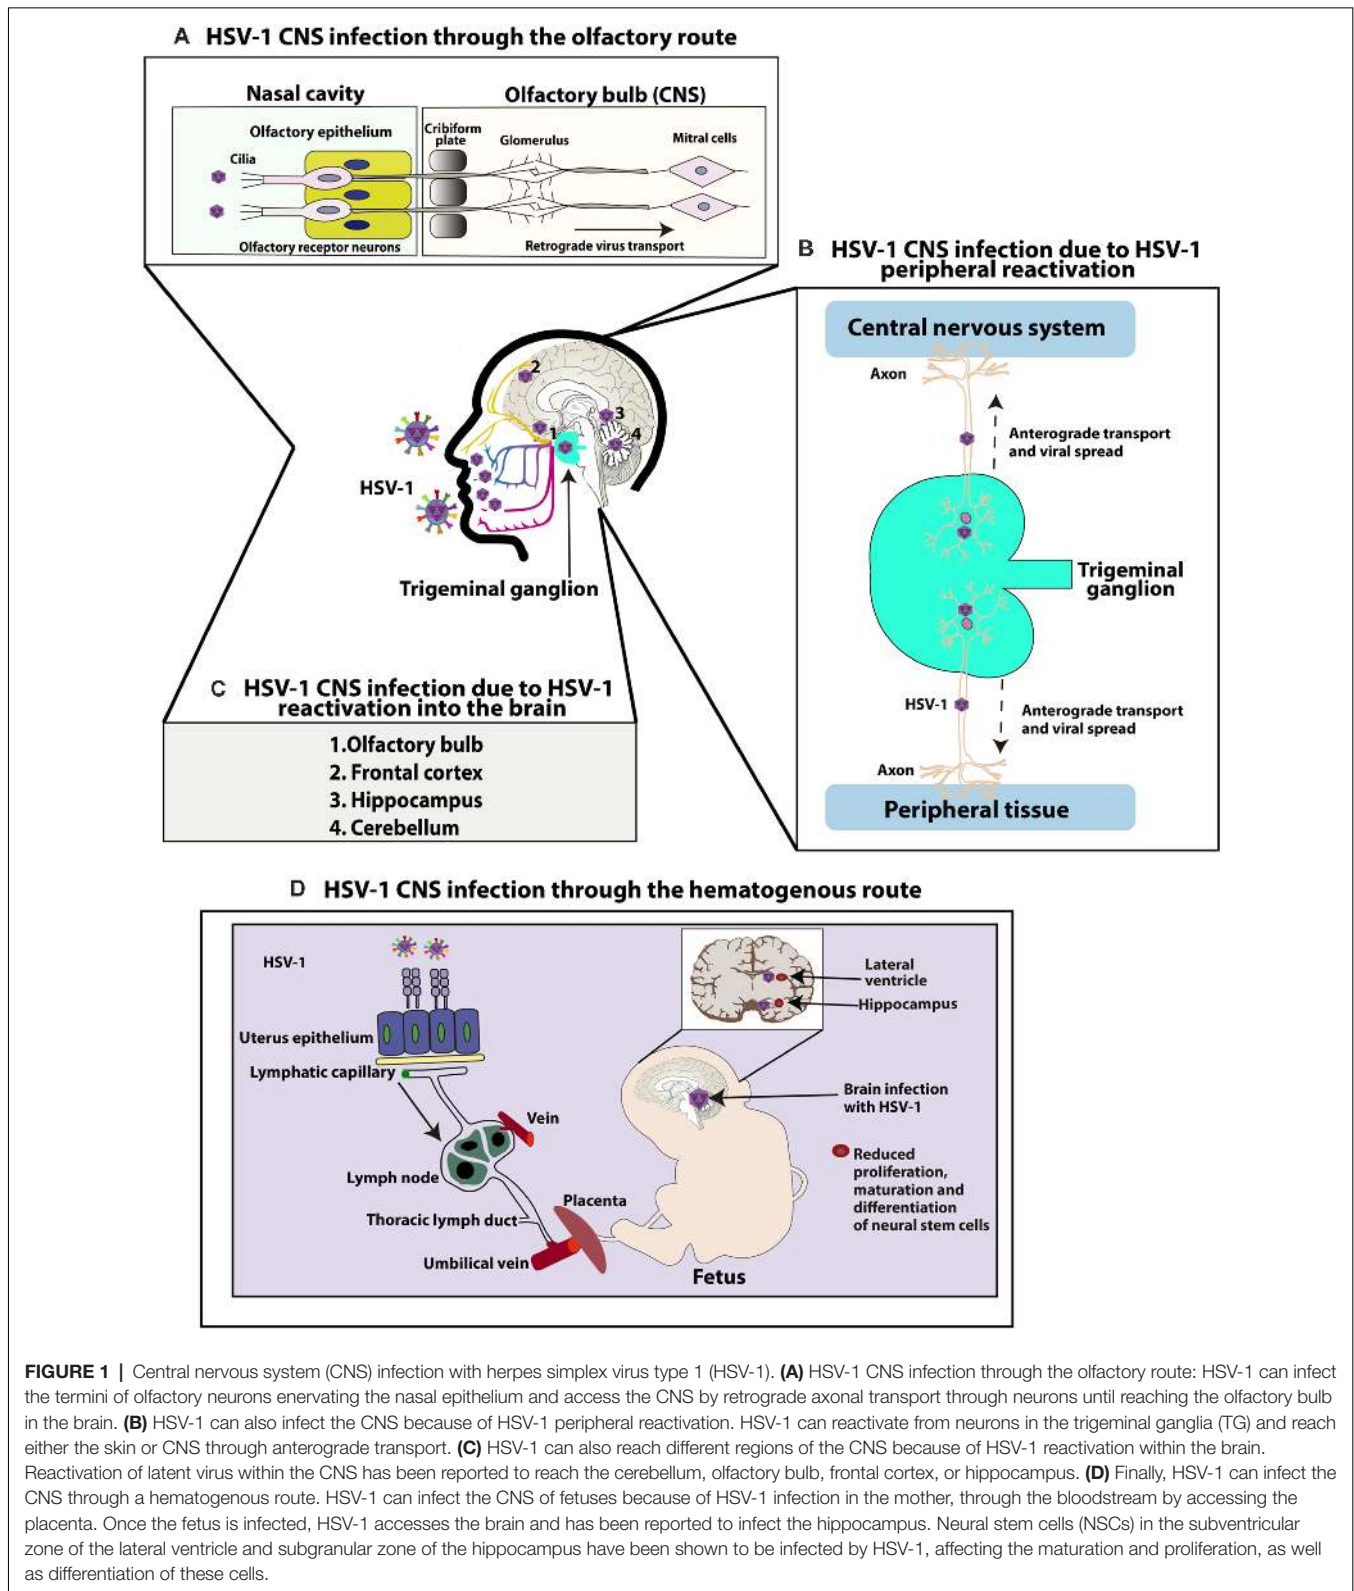 A HSV-1 CNS infection through the olfactory route
Nasal cavity
Olfactory bulb (CNS)
Olfactory epithelium
Cribiform
plate
Glomerulus
Mitral cells
Cilia
Olfactory receptor neurons
Retrograde virus transport
B HSV-1 CNS infection due to HSV-1
peripheral reactivation
Central nervous system
Axon
Anterograde transport
and viral spread
Trigeminal
ganglion
HSV-1
Anterograde transport
and viral spread
Axon
Peripheral tissue
2
3
1
4
HSV-1
Trigeminal ganglion
C HSV-1 CNS infection due to HSV-1
reactivation into the brain
1.Olfactory bulb
2. Frontal cortex
3. Hippocampus
4. Cerebellum
D HSV-1 CNS infection through the hematogenous route
HSV-1
Uterus epithelium
Lymphatic capillary
Vein
Lymph node
Thoracic lymph duct
Placenta
Umbilical vein
Lateral
ventricle
Hippocampus
Brain infection
with HSV-1
Reduced
proliferation,
maturation and
differentiation
of neural stem cells
Fetus
FIGURE 1 | Central nervous system (CNS) infection with herpes simplex virus type 1 (HSV-1). (A) HSV-1 CNS infection through the olfactory route: HSV-1 can infect
the termini of olfactory neurons enervating the nasal epithelium and access the CNS by retrograde axonal transport through neurons until reaching the olfactory bulb
in the brain. (B) HSV-1 can also infect the CNS because of HSV-1 peripheral reactivation. HSV-1 can reactivate from neurons in the trigeminal ganglia (TG) and reach
either the skin or CNS through anterograde transport. (C) HSV-1 can also reach different regions of the CNS because of HSV-1 reactivation within the brain.
Reactivation of latent virus within the CNS has been reported to reach the cerebellum, olfactory bulb, frontal cortex, or hippocampus. (D) Finally, HSV-1 can infect the
CNS through a hematogenous route. HSV-1 can infect the CNS of fetuses because of HSV-1 infection in the mother, through the bloodstream by accessing the
placenta. Once the fetus is infected, HSV-1 accesses the brain and has been reported to infect the hippocampus. Neural stem cells (NSCs) in the subventricular
zone of the lateral ventricle and subgranular zone of the hippocampus have been shown to be infected by HSV-1, affecting the maturation and proliferation, as well
as differentiation of these cells.